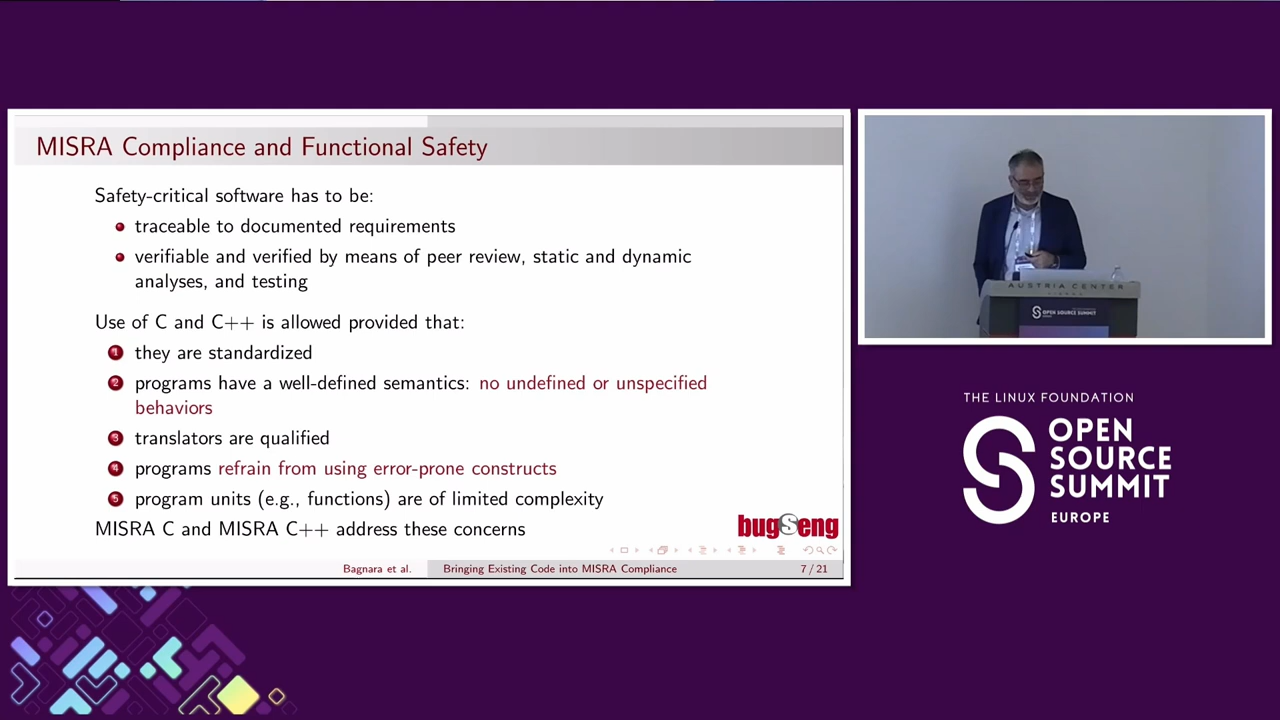 MISRA Compliance and Functional Safety
Safety-critical software has to be:
traceable to documented requirements
verifiable and verified by means of peer review, static and dynamic
analyses, and testing
Use of C and C++ is allowed provided that:
1 they are standardized
2 programs have a well-defined semantics: no undefined or unspecified
behaviors
3 translators are qualified
4 programs refrain from using error-prone constructs
5 program units (e.g., functions) are of limited complexity
MISRA C and MISRA C++ address these concerns
bugSeng
Bagnara et al.
Bringing Existing Code into MISRA Compliance
7 / 21
AUSTRIA CENTER
OPEN SOURCE SUMMIT
THE LINUX FOUNDATION
OPEN
SOURCE
SUMMIT
EUROPE